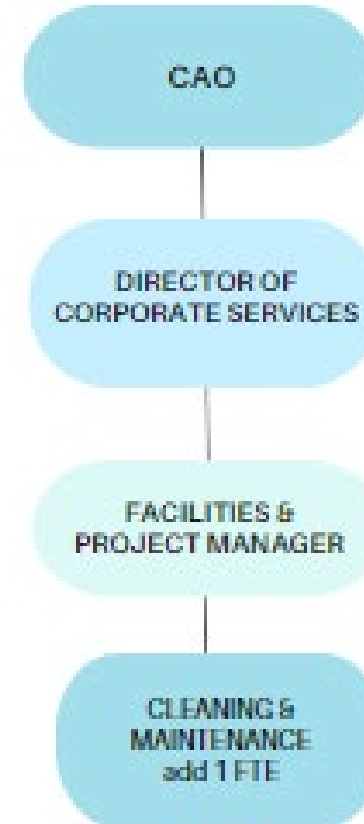 CAO
DIRECTOR OF
CORPORATE SERVICES
FACILITIES &
PROJECT MANAGER
CLEANING &
MAINTENANCE
add 1 FTE